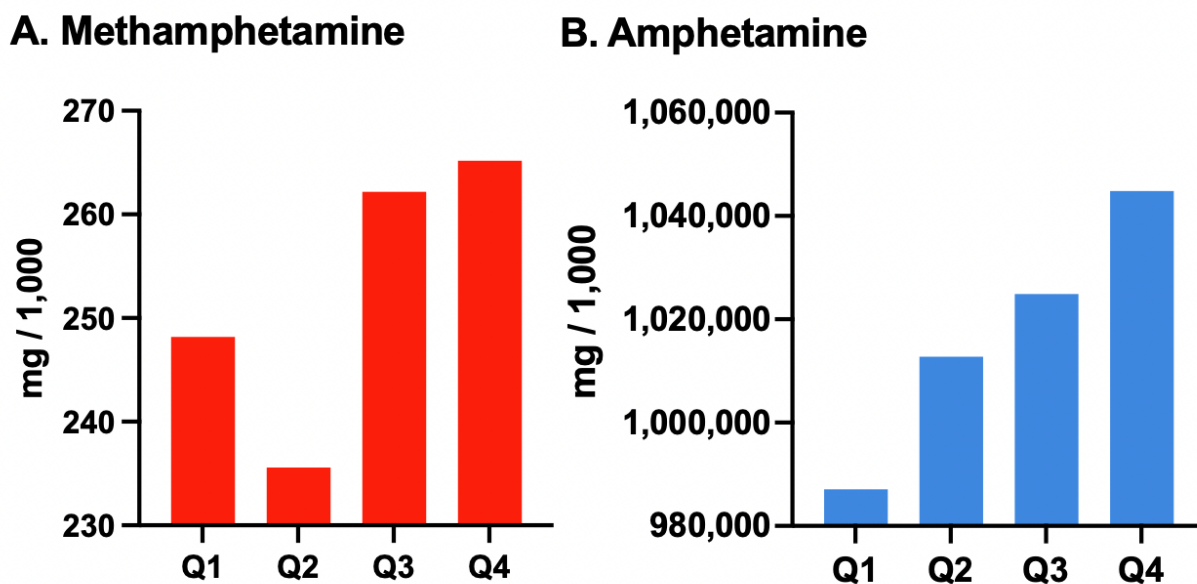 A. Methamphetamine
mg / 1,000
270
260
250
240
230
Q1 Q2 Q3 Q4
B. Amphetamine
mg / 1,000
1,060,000
1,040,000
1,020,000
1,000,000
980,000
Q1 Q2 Q3 Q4